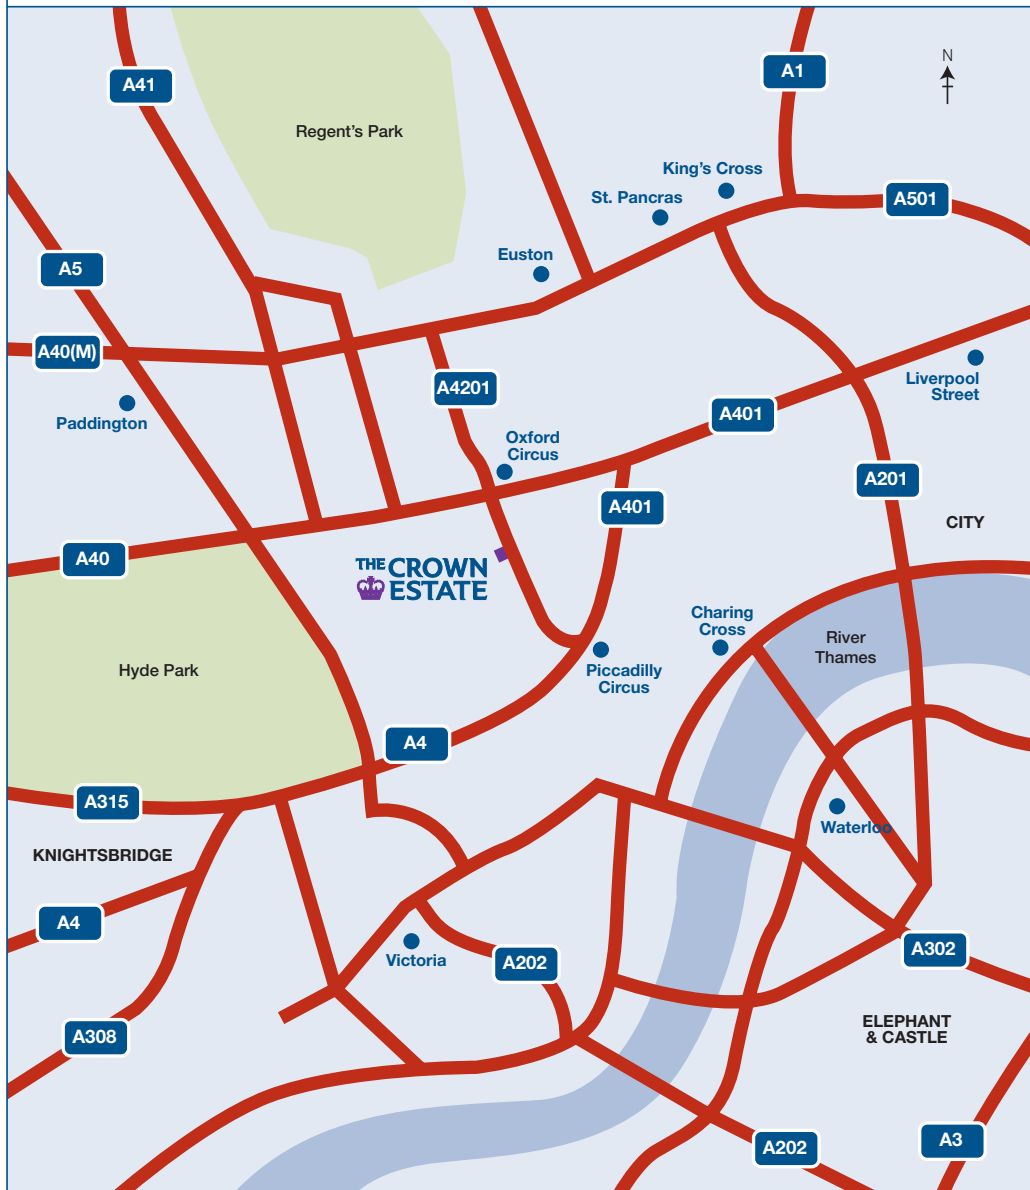 A41
A1
N
Regent's Park
King's Cross
St. Pancras
A501
Euston
A5
A40(M)
Paddington
A4201
Liverpool
Street
A401
Oxford
Circus
A201
A401
CITY
A40
THE CROWN
ESTATE
Charing
Cross
River
Thames
Hyde Park
Piccadilly
Circus
A4
A315
Waterloo
KNIGHTSBRIDGE
A4
Victoria
A202
A302
A308
ELEPHANT
& CASTLE
A202
A3